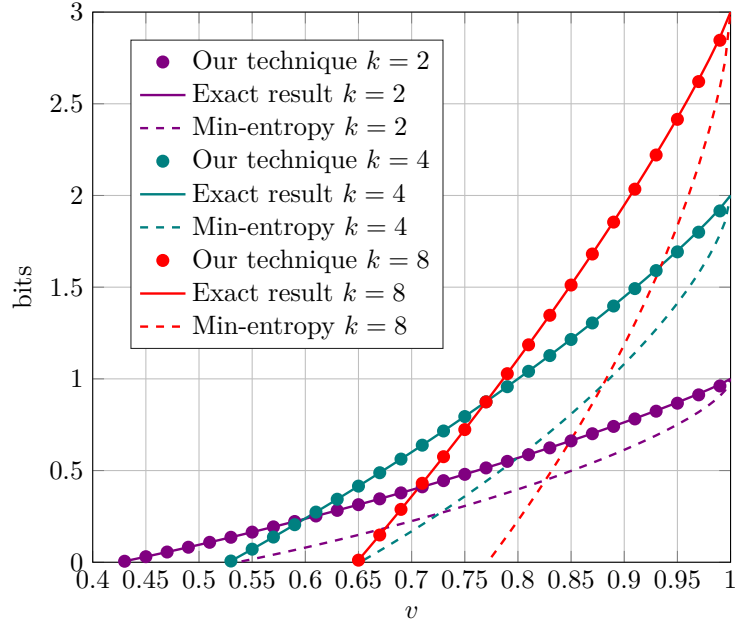 3
2.5
2
1.5
1
0.5
0
bits
Our technique k = 2
Exact result k = 2
Min-entropy k = 2
Our technique k = 4
Exact result k = 4
Min-entropy k = 4
Our technique k = 8
Exact result k = 8
Min-entropy k = 8
0.4 0.45 0.5 0.55 0.6 0.65 0.7 0.75 0.8 0.85 0.9 0.95 1
v